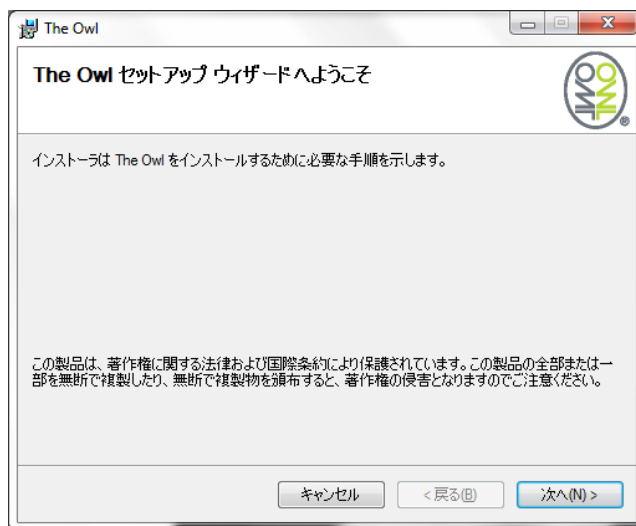 The Owl
The Owl セットアップ ウィザードへようこそ
OWL
OWL
®
インストーラは The Owl をインストールするために必要な手順を示します。
この製品は、著作権に関する法律および国際条約により保護されています。この製品の全部または一
部を無断で複製したり、無断で複製物を頒布すると、著作権の侵害となりますのでご注意ください。
キャンセル
< 戻る(B)
次へ(N) >